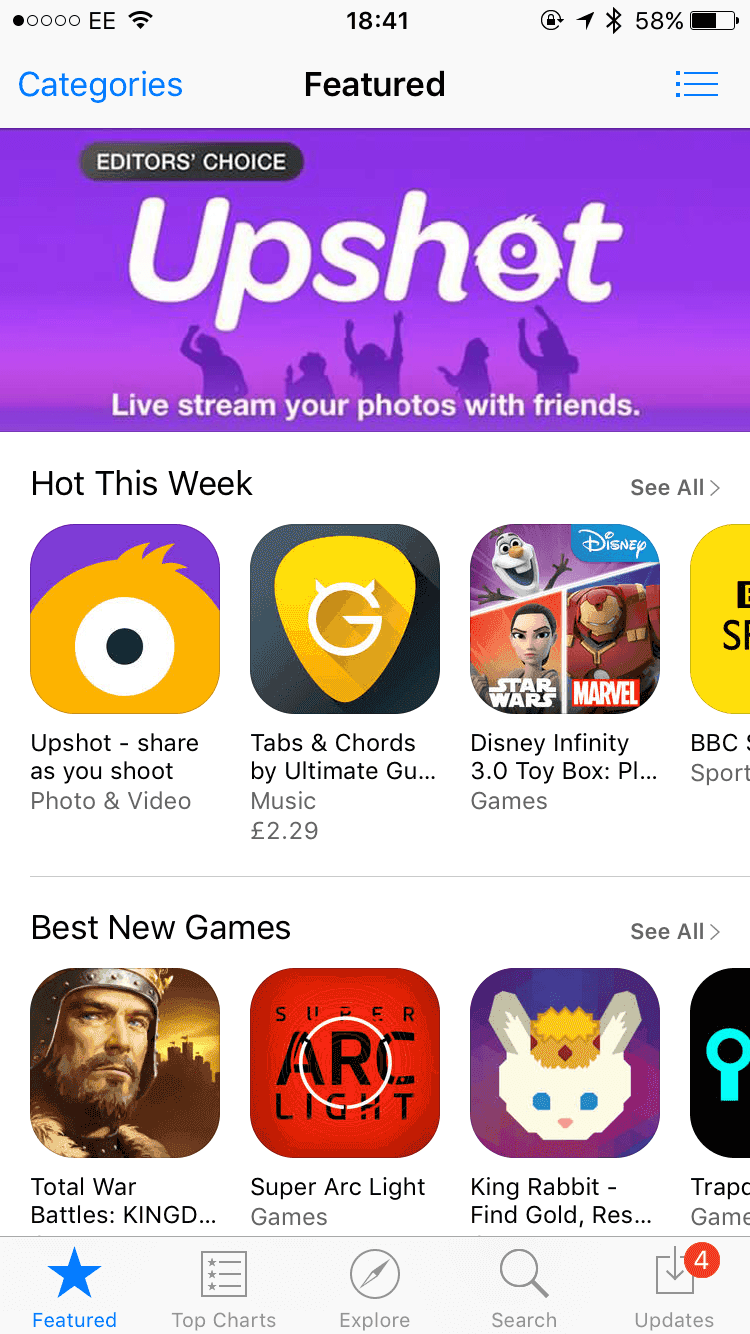 EE 18:41 58%
Categories Featured
EDITORS’ CHOICE
Upshot
Live stream your photos with friends.
Hot This Week See All
G
Disney
STAR WARS
MARVEL
Upshot - share
as you shoot
Photo & Video
Tabs & Chords
by Ultimate Gu...
Music
£2.29
Disney Infinity
3.0 Toy Box: Pl...
Games
BBC
Sport
Best New Games See All
SUPER
ARC
LIGHT
Total War
Battles: KINGD...
Super Arc Light
Games
King Rabbit -
Find Gold, Res...
Featured Top Charts Explore Search Updates
4